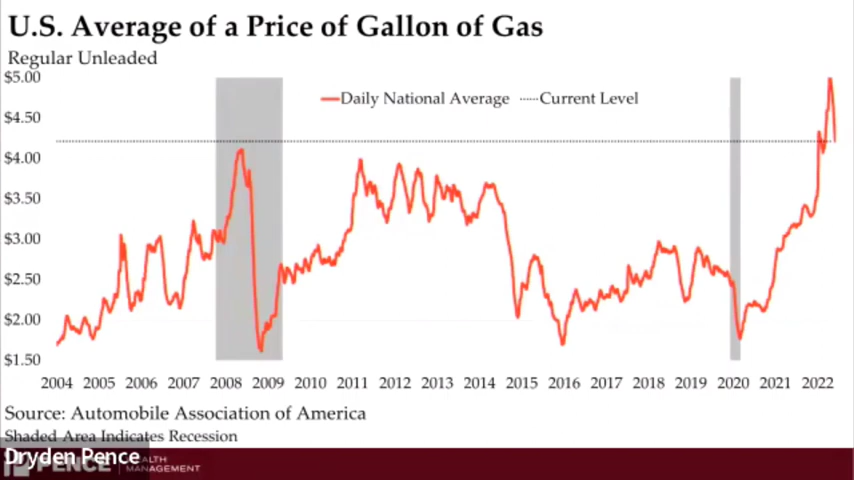 U.S. Average of a Price of Gallon of Gas
Regular Unleaded
$5.00
$4.50
$4.00
$3.50
$3.00
$2.50
$2.00
$1.50
Daily National Average Current Level
2004 2005 2006 2007 2008 2009 2010 2011 2012 2013 2014 2015 2016 2017 2018 2019 2020 2021 2022
Source: Automobile Association of America
Shaded Area Indicates Recession
Dryden Pence
PENCE WEALTH
MANAGEMENT